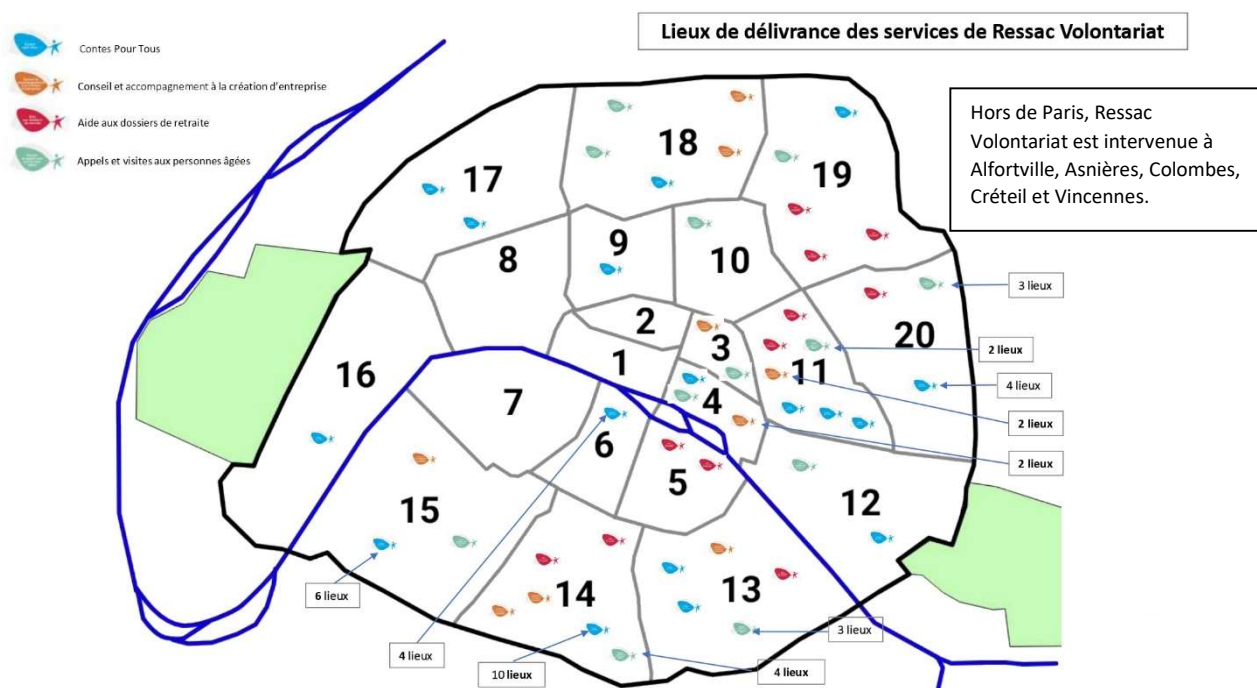 Lieux de délivrance des services de Ressac Volontariat
Contes Pour Tous
Conseil et accompagnement à la création d'entreprise
Aide aux dossiers de retraite
Appels et visites aux personnes âgées
Hors de Paris, Ressac
Volontariat est intervenue à
Alfortville, Asnières, Colombes,
Créteil et Vincennes.
18
17
19
9
8
10
3 lieux
2
20
3
2 lieux
1
11
16
4 lieux
7
4
2 lieux
6
2 lieux
5
15
12
14
13
6 lieux
3 lieux
4 lieux
10 lieux
4 lieux